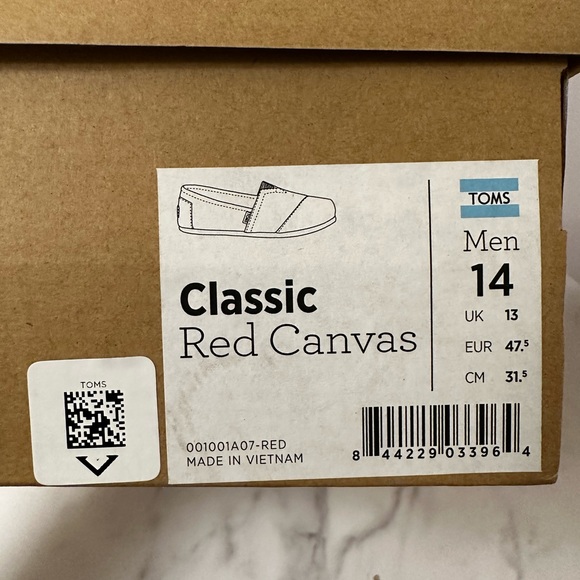 TOMS
Men
14
Classic
Red Canvas
UK 13
EUR 47.5
CM 31.5
TOMS
001001A07-RED
MADE IN VIETNAM
8 44229 03396 4